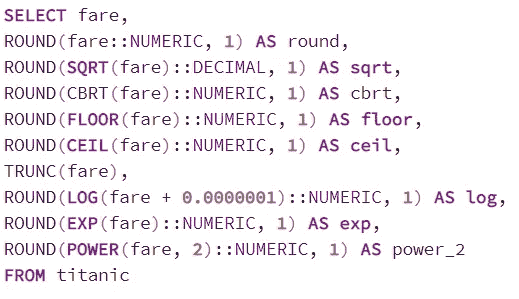 SELECT fare,
ROUND(fare::NUMERIC, 1) AS round,
ROUND(SQRT(fare)::DECIMAL, 1) AS sqrt,
ROUND(CBRT(fare)::NUMERIC, 1) AS cbrt,
ROUND(FLOOR(fare)::NUMERIC, 1) AS floor,
ROUND(CEIL(fare)::NUMERIC, 1) AS ceil,
TRUNC(fare),
ROUND(LOG(fare + 0.0000001)::NUMERIC, 1) AS log,
ROUND(EXP(fare)::NUMERIC, 1) AS exp,
ROUND(POWER(fare, 2)::NUMERIC, 1) AS power_2
FROM titanic